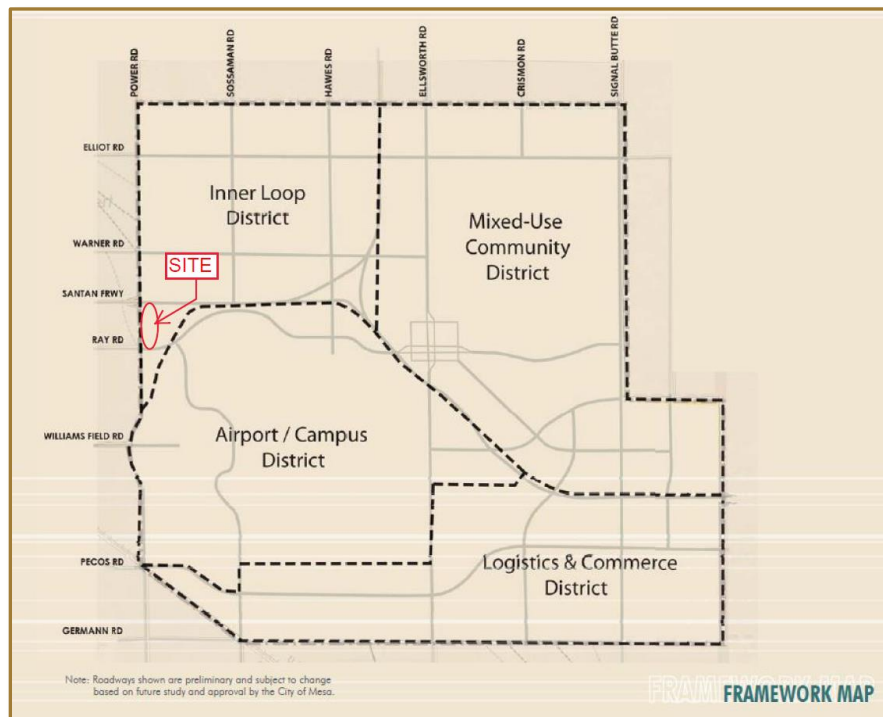 POWER RD
SOSSAMAN RD
HAWES RD
ELLSWORTH RD
CRISMON RD
SIGNAL BUTTE RD
ELLIOT RD
Inner Loop
District
Mixed-Use
Community
District
WARNER RD
SITE
SANTAN FRWY
RAY RD
Airport / Campus
District
WILLIAMS FIELD RD
Logistics & Commerce
District
PECOS RD
GERMANN RD
Note: Roadways shown are preliminary and subject to change
based on future study and approval by the City of Mesa.
FRAMEWORK MAP
FRAMEWORK MAP